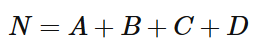 N = A + B + C + D